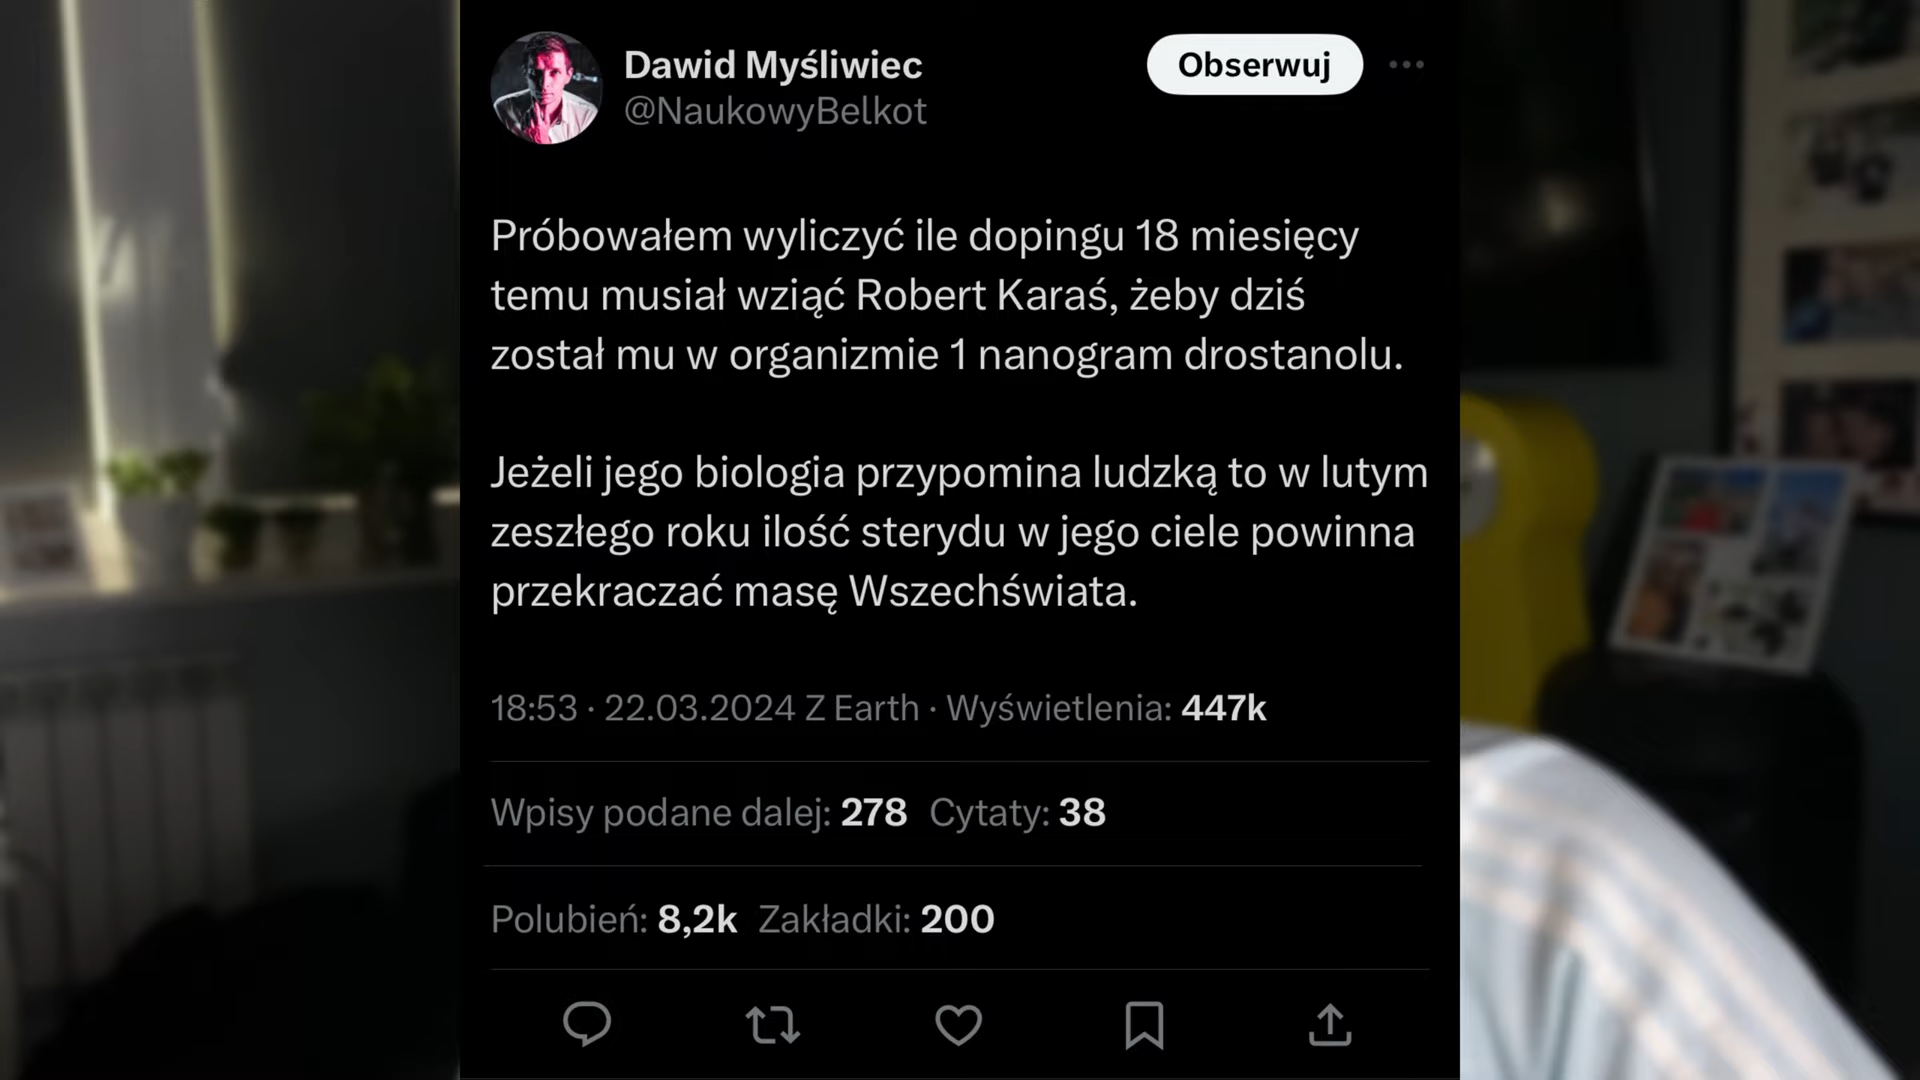 Dawid Myśliwiec
@NaukowyBelkot
Obserwuj
Próbowałem wyliczyć ile dopingu 18 miesięcy
temu musiał wziąć Robert Karaś, żeby dziś
został mu w organizmie 1 nanogram drostanolu.
Jeżeli jego biologia przypomina ludzką to w lutym
zeszłego roku ilość sterydu w jego ciele powinna
przekraczać masę Wszechświata.
18:53 · 22.03.2024 Z Earth · Wyświetlenia: 447k
Wpisy podane dalej: 278 Cytaty: 38
Polubień: 8,2k Zakładki: 200